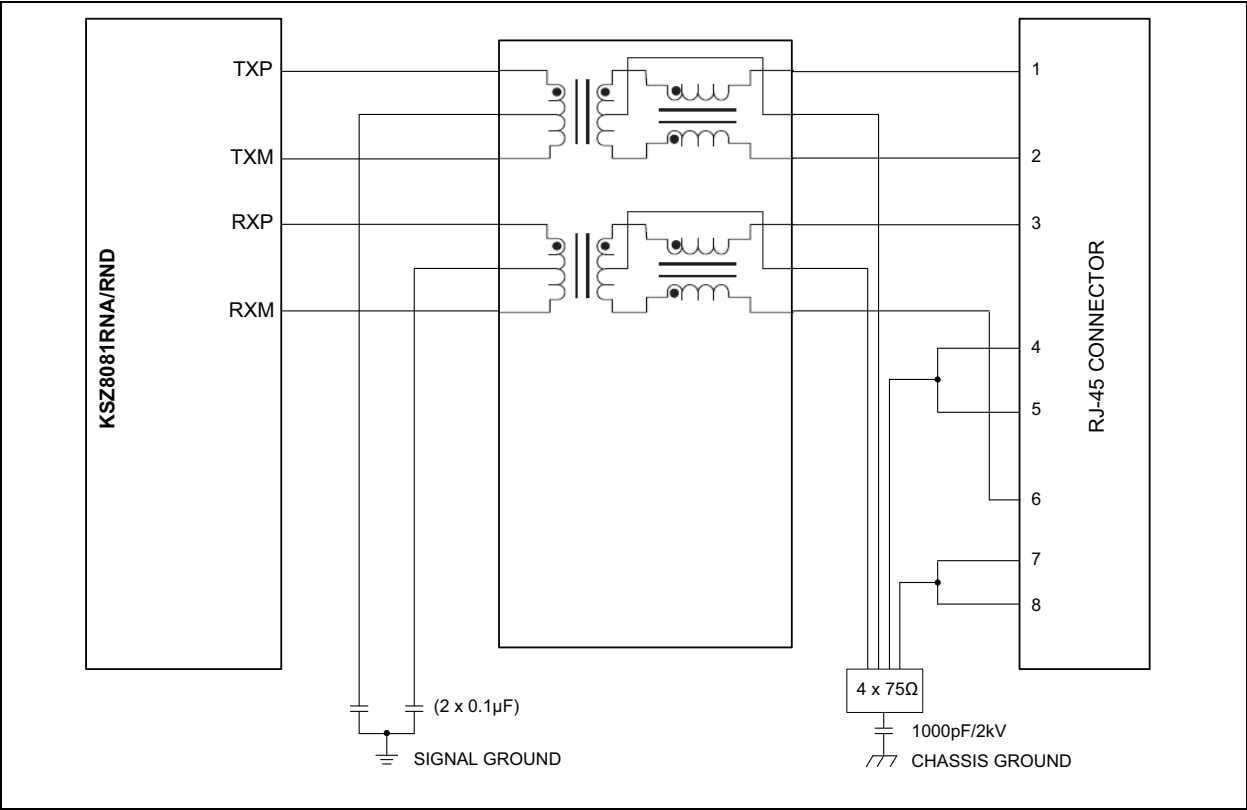 TXP
TXM
RXP
RXM
KSZ8081RNA/RND
1
2
3
4
5
6
7
8
RJ-45 CONNECTOR
(2 x 0.1µF)
SIGNAL GROUND
4 x 75Ω
1000pF/2kV
CHASSIS GROUND